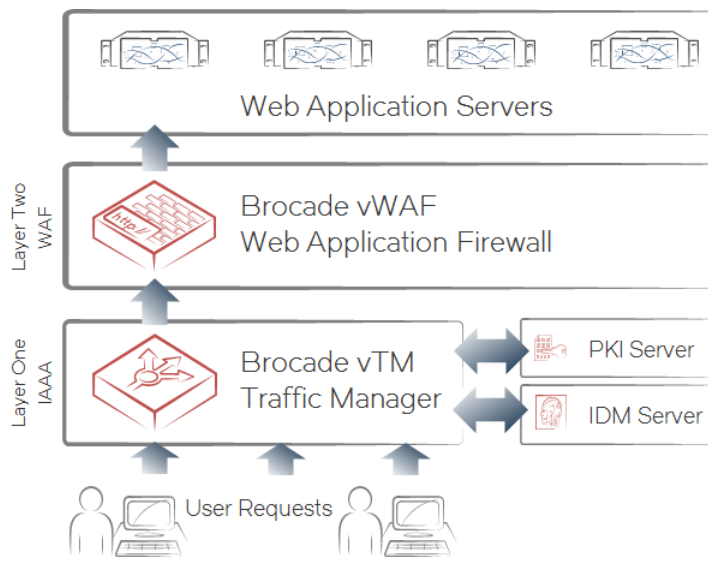 Web Application Servers
Layer Two
WAF
http://
Brocade vWAF
Web Application Firewall
Layer One
IAAA
Brocade vTM
Traffic Manager
PKI Server
IDM Server
User Requests